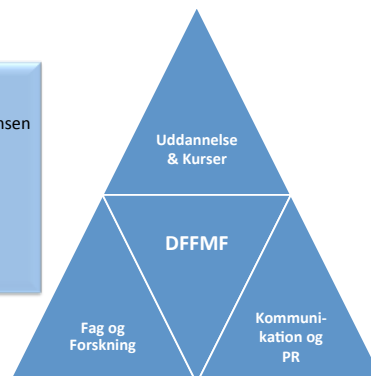 nsen
Uddannelse
& Kurser
DFFMF
Fag og
Forskning
Kommuni-
kation og
PR